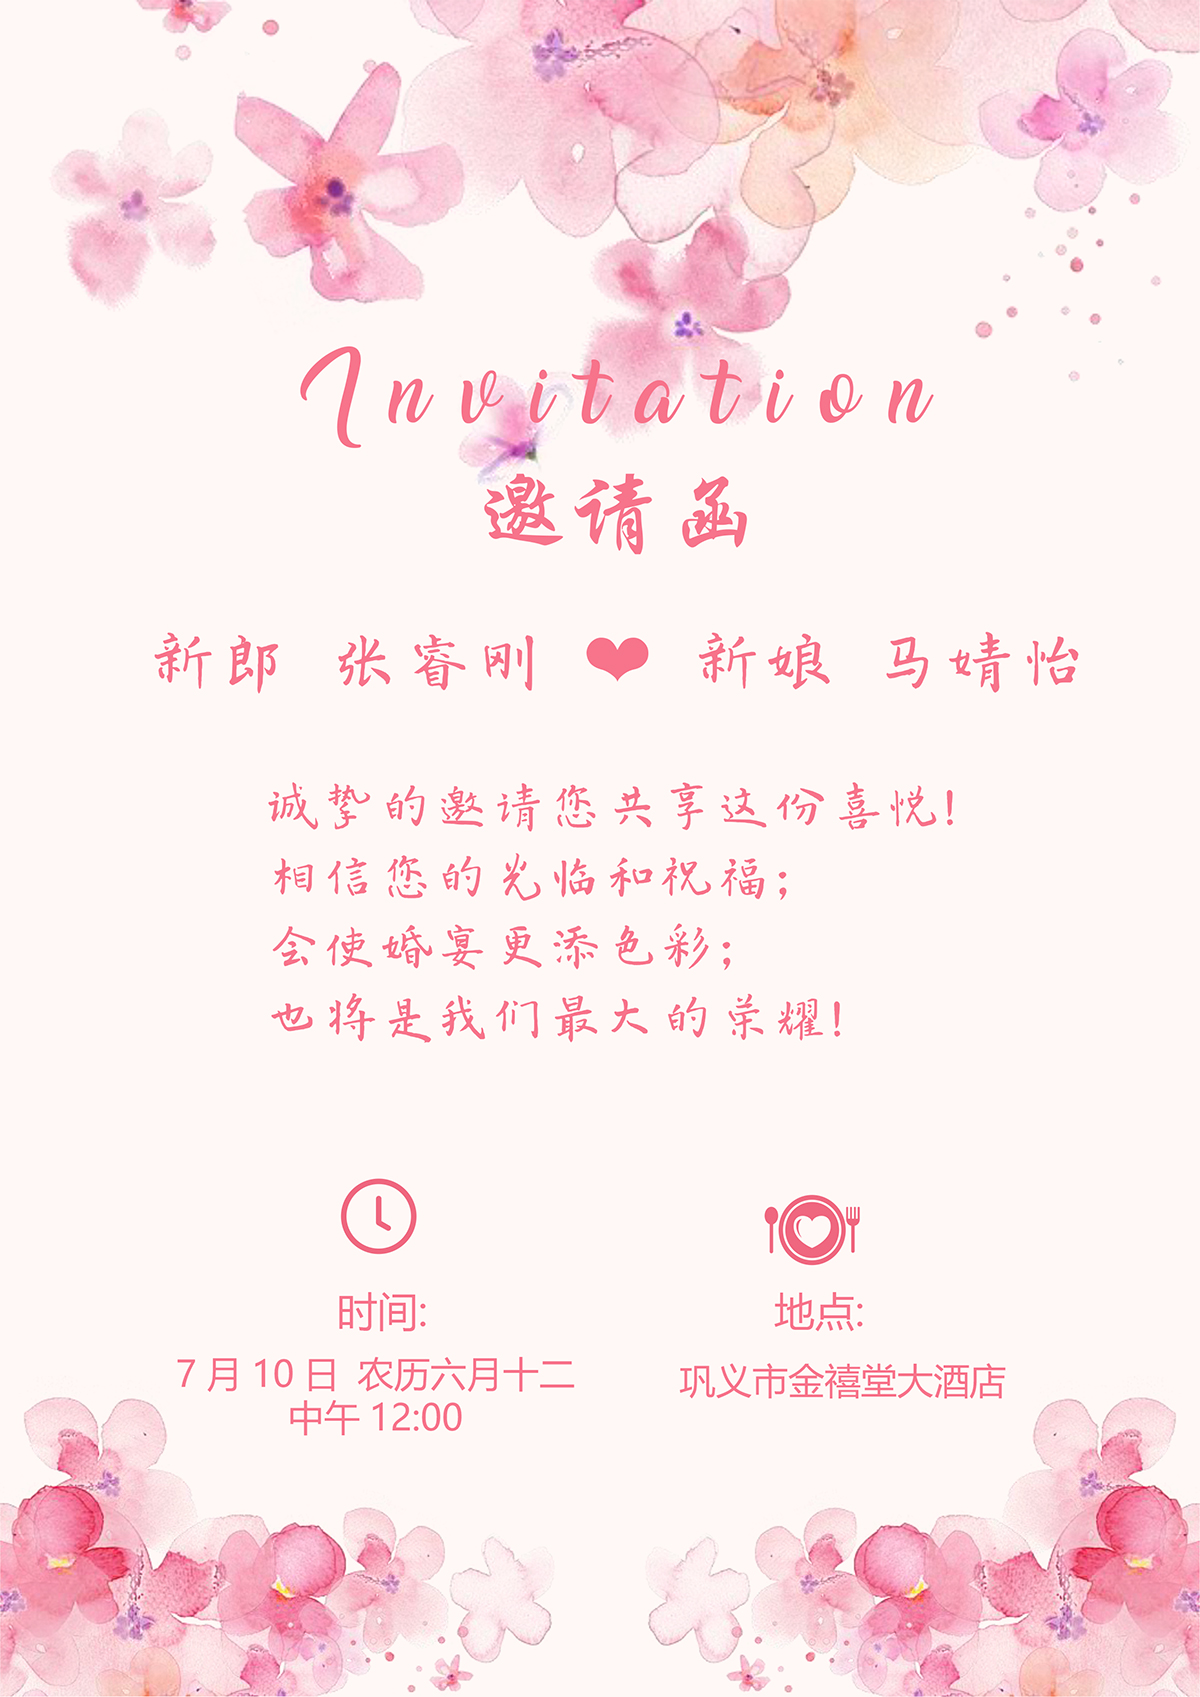 Invitation
邀请函
新郎 张睿刚 ❤ 新娘 马婧怡
诚挚的邀请您共享这份喜悦！
相信您的光临和祝福；
会使婚宴更添色彩；
也将是我们最大的荣耀！
时间:
7月10日 农历六月十二
中午 12:00
地点:
巩义市金禧堂大酒店